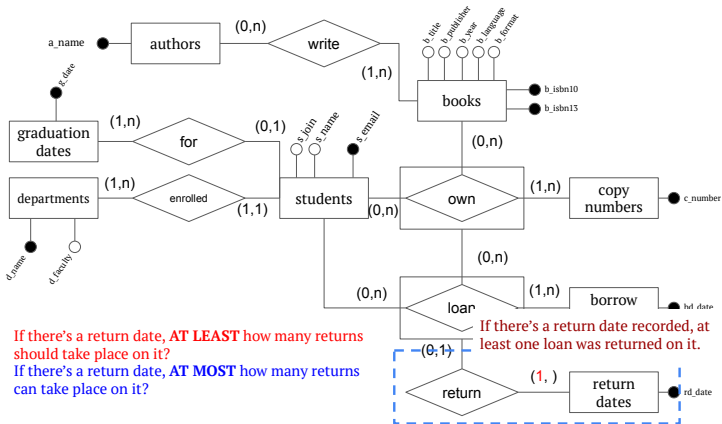 a_name
authors
(0,n)
write
(1,n)
b_title
b_publisher
b_year
b_language
b_format
books
b_isbn10
b_isbn13
(0,n)
g_date
graduation
dates
(1,n)
for
(0,1)
s_join
s_name
s_email
departments
(1,n)
enrolled
(1,1)
students
(0,n)
own
(1,n)
copy
numbers
c_number
d_name
d_faculty
(0,n)
(0,n)
loan
(1,n)
borrow
bd_date
If there's a return date, AT LEAST how many returns
should take place on it?
If there's a return date, AT MOST how many returns
can take place on it?
If there's a return date recorded, at
least one loan was returned on it.
(0,1)
return
(1, )
return
dates
rd_date